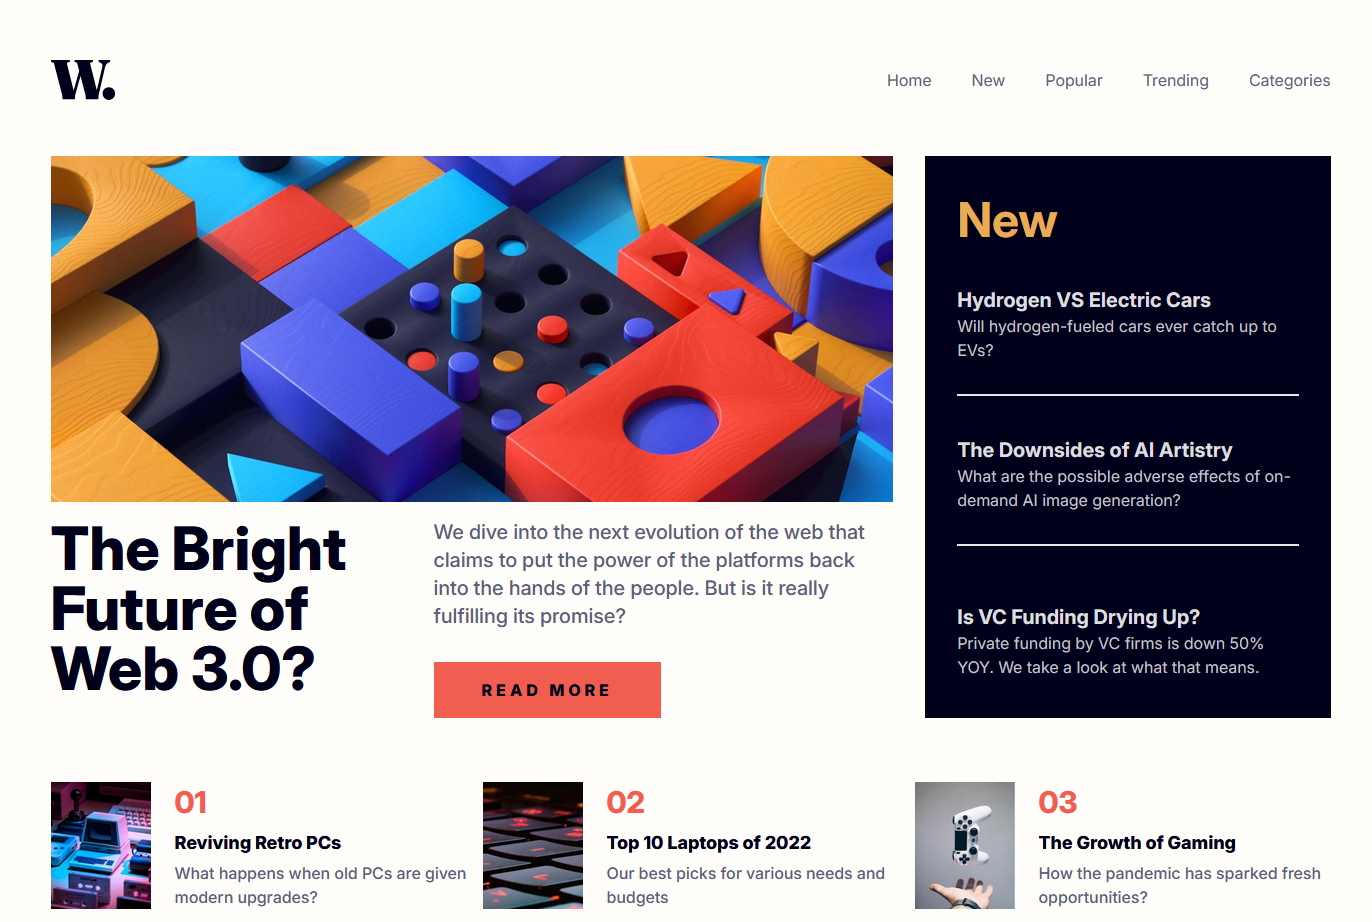 W.
Home New Popular Trending Categories
The Bright
Future of
Web 3.0?
We dive into the next evolution of the web that
claims to put the power of the platforms back
into the hands of the people. But is it really
fulfilling its promise?
READ MORE
New
Hydrogen VS Electric Cars
Will hydrogen-fueled cars ever catch up to
EVs?
The Downsides of AI Artistry
What are the possible adverse effects of on-
demand AI image generation?
Is VC Funding Drying Up?
Private funding by VC firms is down 50%
YOY. We take a look at what that means.
01
Reviving Retro PCs
What happens when old PCs are given
modern upgrades?
02
Top 10 Laptops of 2022
Our best picks for various needs and
budgets
03
The Growth of Gaming
How the pandemic has sparked fresh
opportunities?